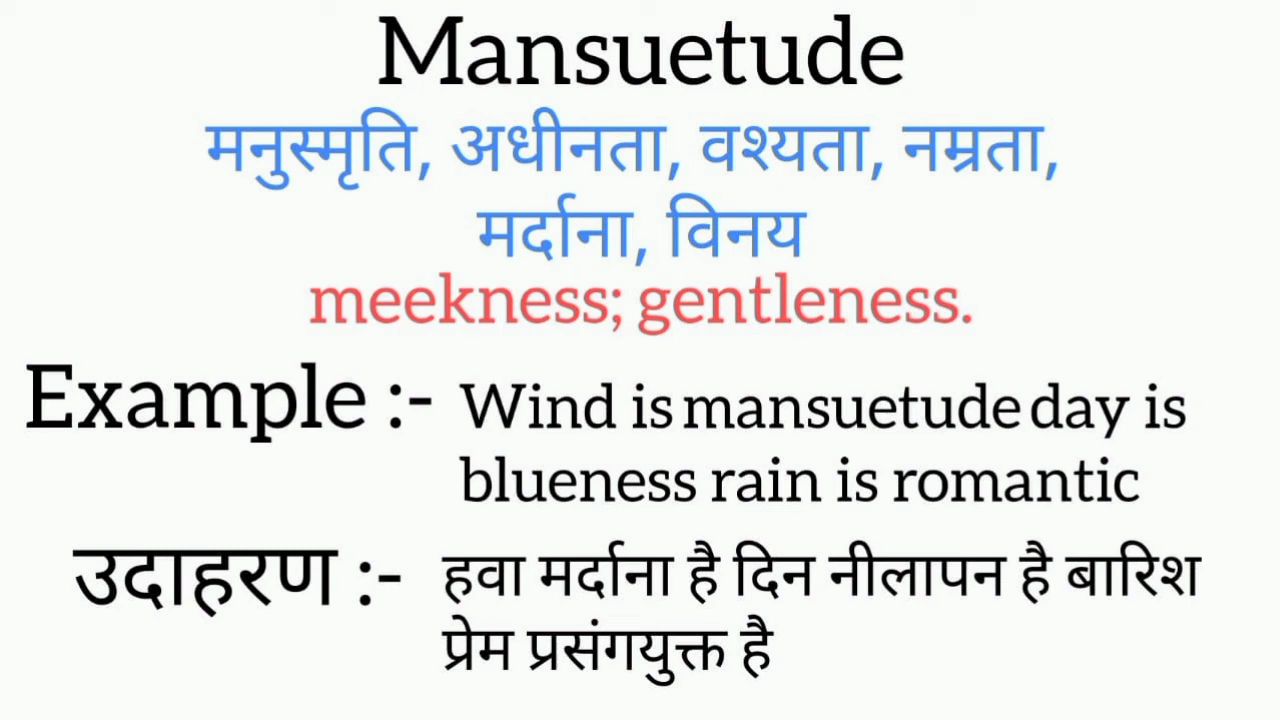 Mansuetude
मनुस्मृति, अधीनता, वश्यता, नम्रता,
मर्दाना, विनय
meekness; gentleness.
Example :- Wind is mansuetude day is
blueness rain is romantic
उदाहरण :- हवा मर्दाना है दिन नीलापन है बारिश
प्रेम प्रसंगयुक्त है